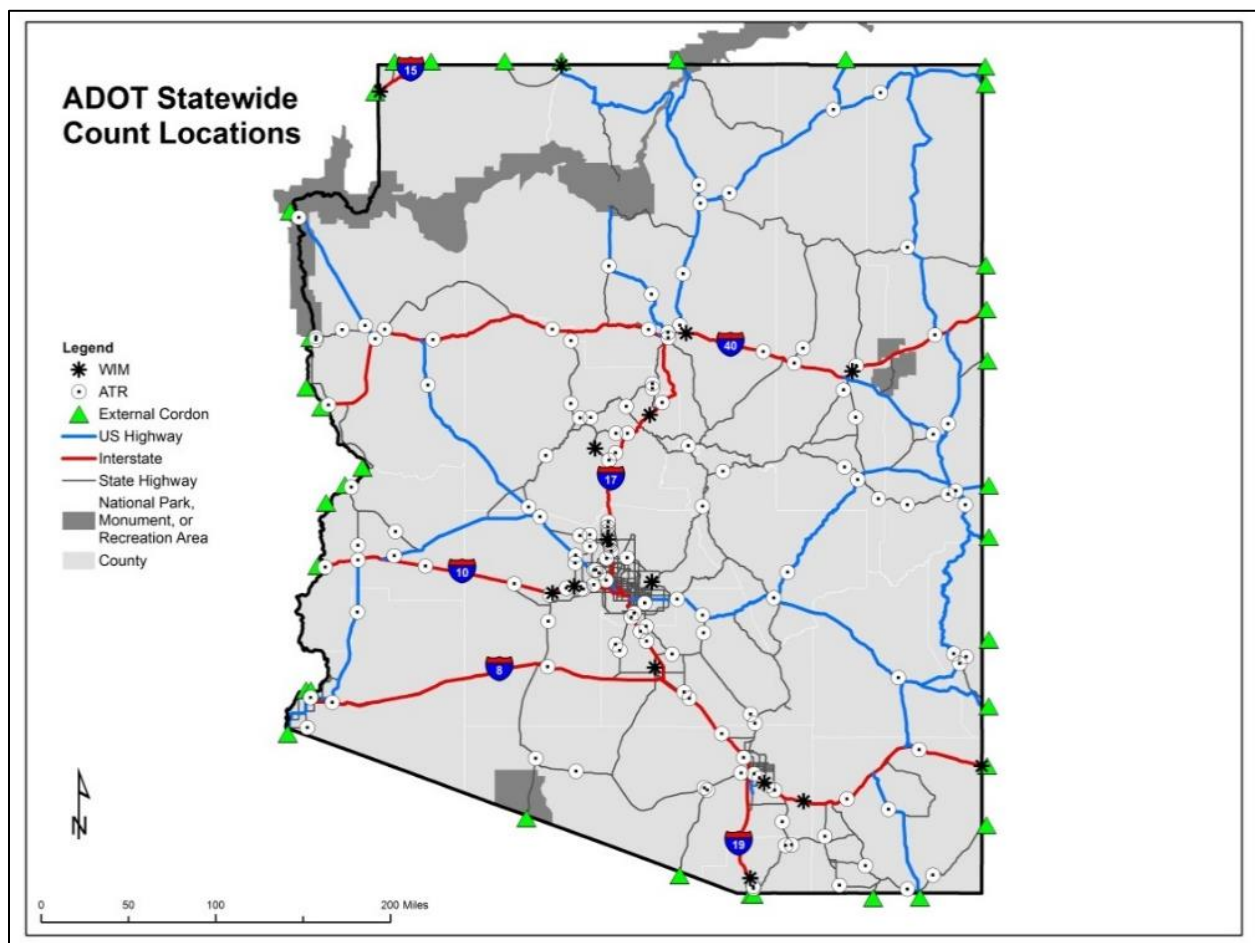 ADOT Statewide
Count Locations
15
40
17
10
8
19
Legend
WIM
ATR
External Cordon
US Highway
Interstate
State Highway
National Park,
Monument, or
Recreation Area
County
N
0 50 100 200 Miles